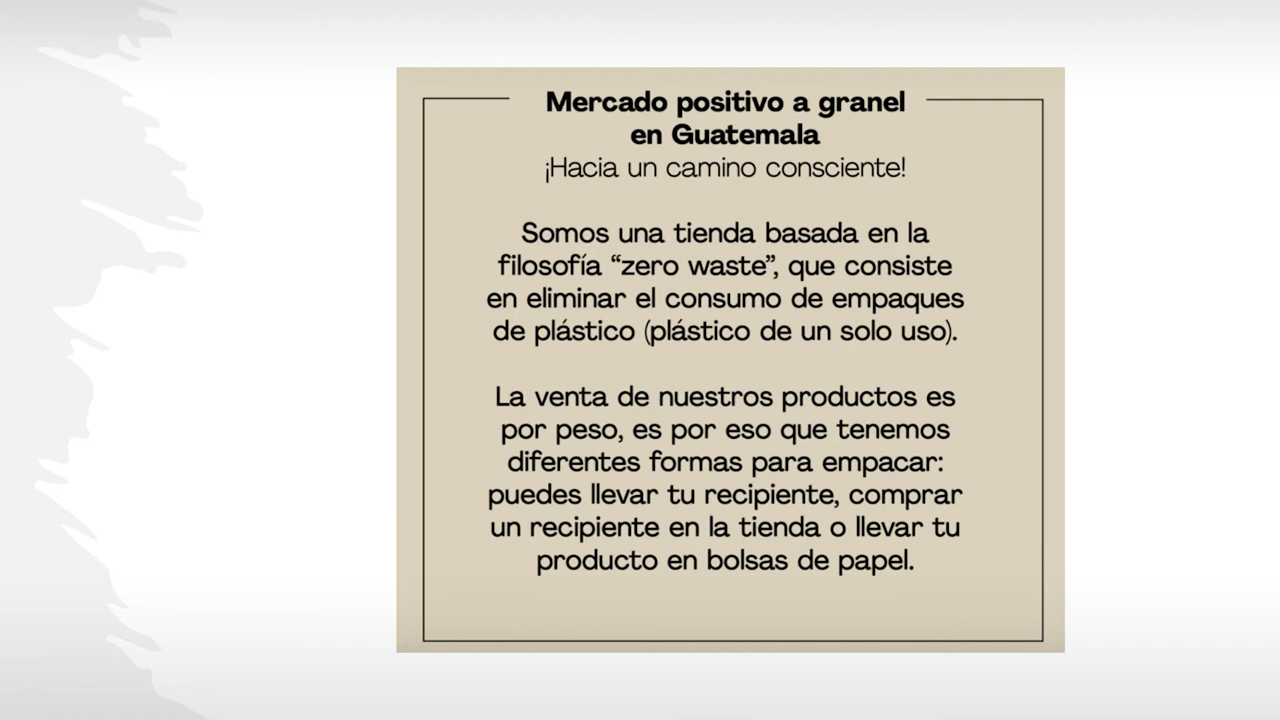 Mercado positivo a granel
en Guatemala
¡Hacia un camino consciente!
Somos una tienda basada en la
filosofía “zero waste”, que consiste
en eliminar el consumo de empaques
de plástico (plástico de un solo uso).
La venta de nuestros productos es
por peso, es por eso que tenemos
diferentes formas para empacar:
puedes llevar tu recipiente, comprar
un recipiente en la tienda o llevar tu
producto en bolsas de papel.